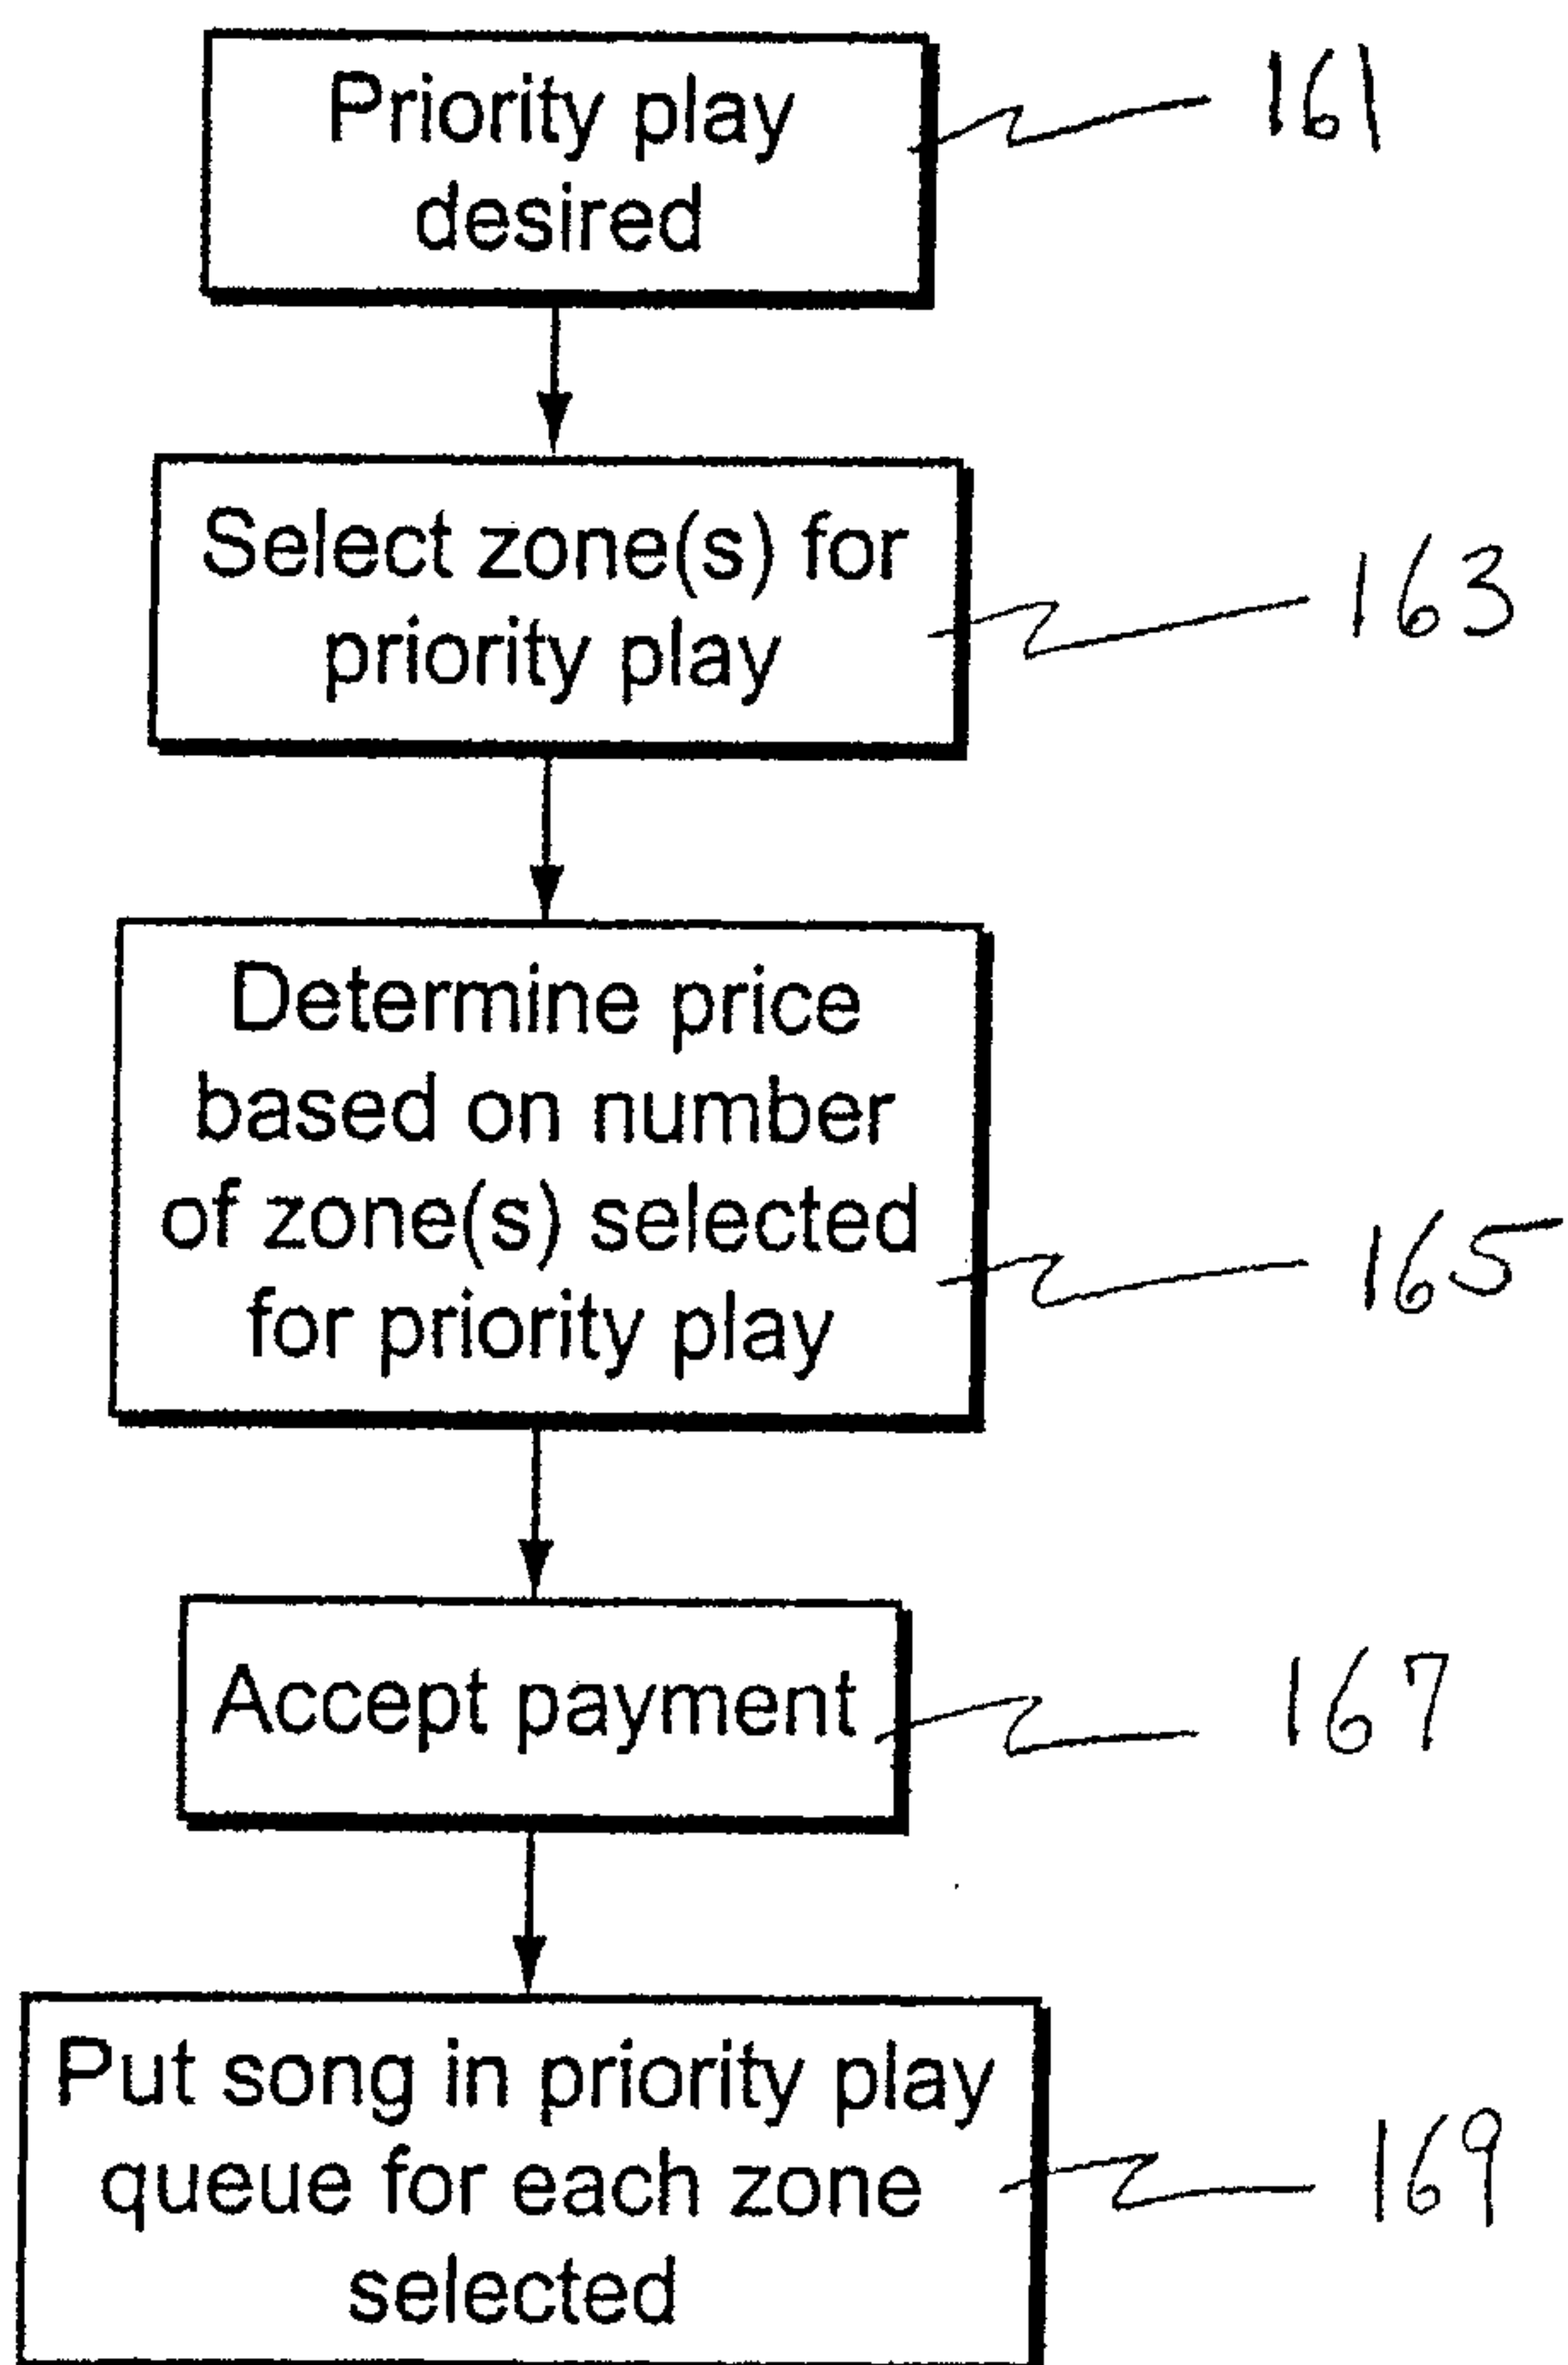 Priority play
desired
161
Select zone(s) for
priority play
163
Determine price
based on number
of zone(s) selected
for priority play
165
Accept payment
167
Put song in priority play
queue for each zone
selected
169